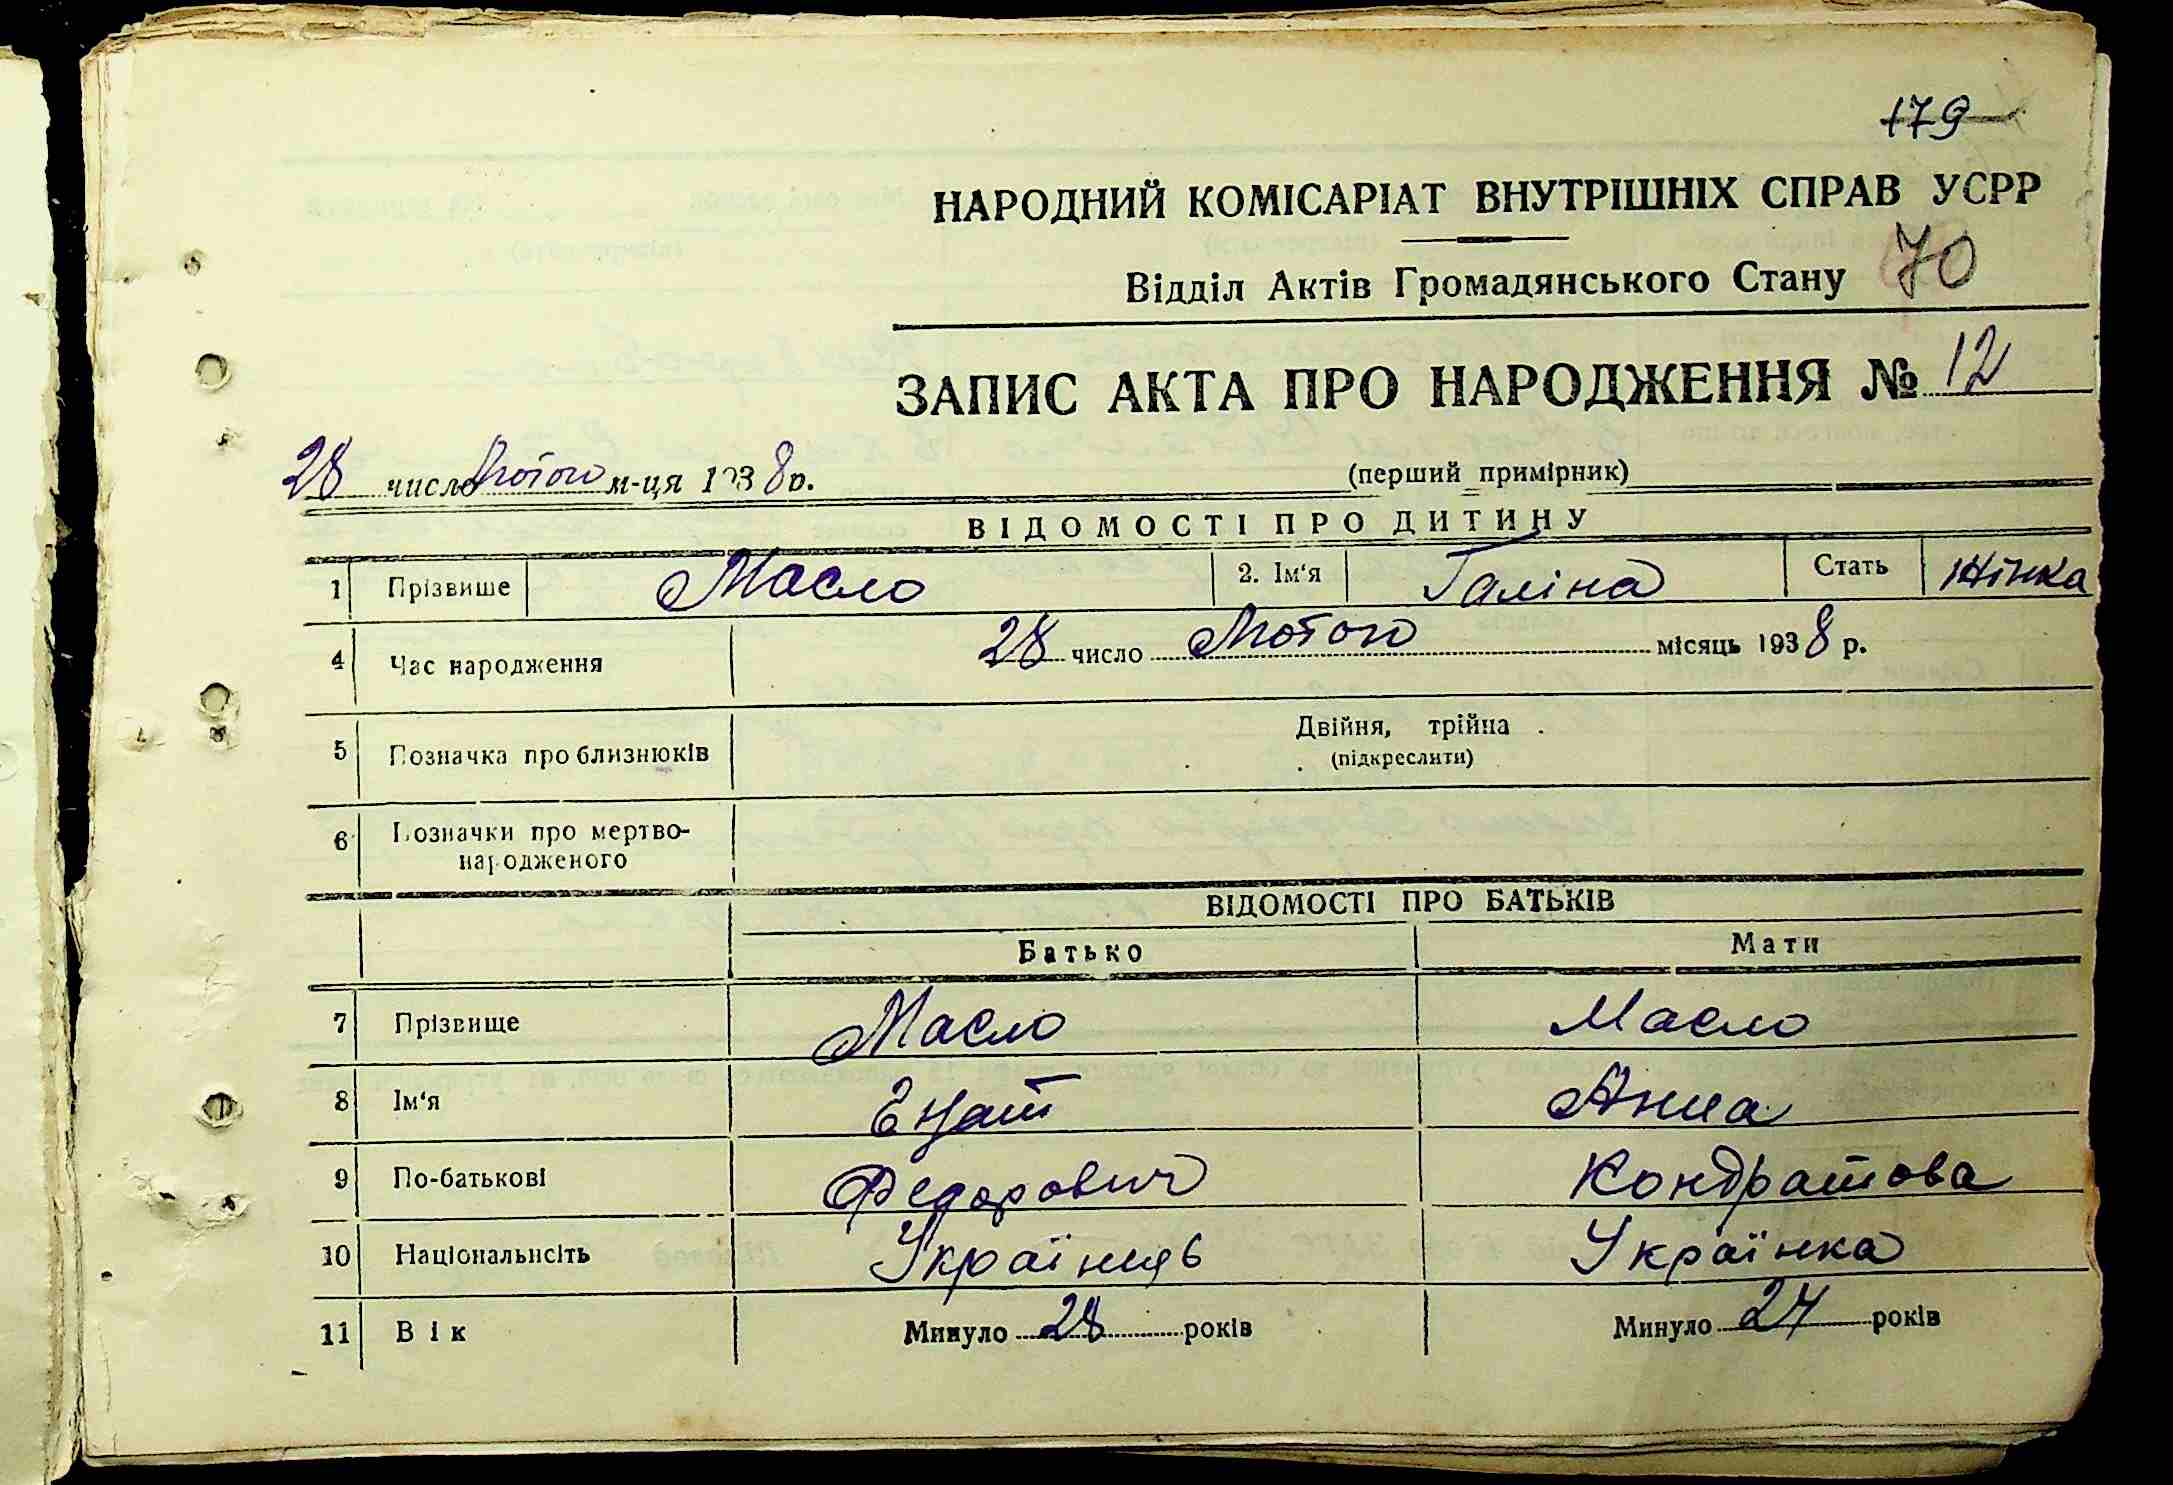 179
НАРОДНИЙ КОМІСАРІАТ ВНУТРІШНІХ СПРАВ УСРР
Відділ Актів Громадянського Стану 70
ЗАПИС АКТА ПРО НАРОДЖЕННЯ № 12
28 число Лютого м-ця 1938 р. (перший примірник)
ВІДОМОСТІ ПРО ДИТИНУ
1 Прізвище Масло 2. Ім'я Галіна Стать Жінка
4 Час народження 28 число Лютого місяць 1938 р.
5 Позначка про близнюків Двійня, трійна
(підкреслити)
6 Позначки про мертво-
народженого
ВІДОМОСТІ ПРО БАТЬКІВ
Батько Мати
7 Прізвище Масло Масло
8 Ім'я Гнат Анна
9 По-батькові Федорович Кондратова
10 Національність Українець Українка
11 Вік Минуло 28 років Минуло 24 років